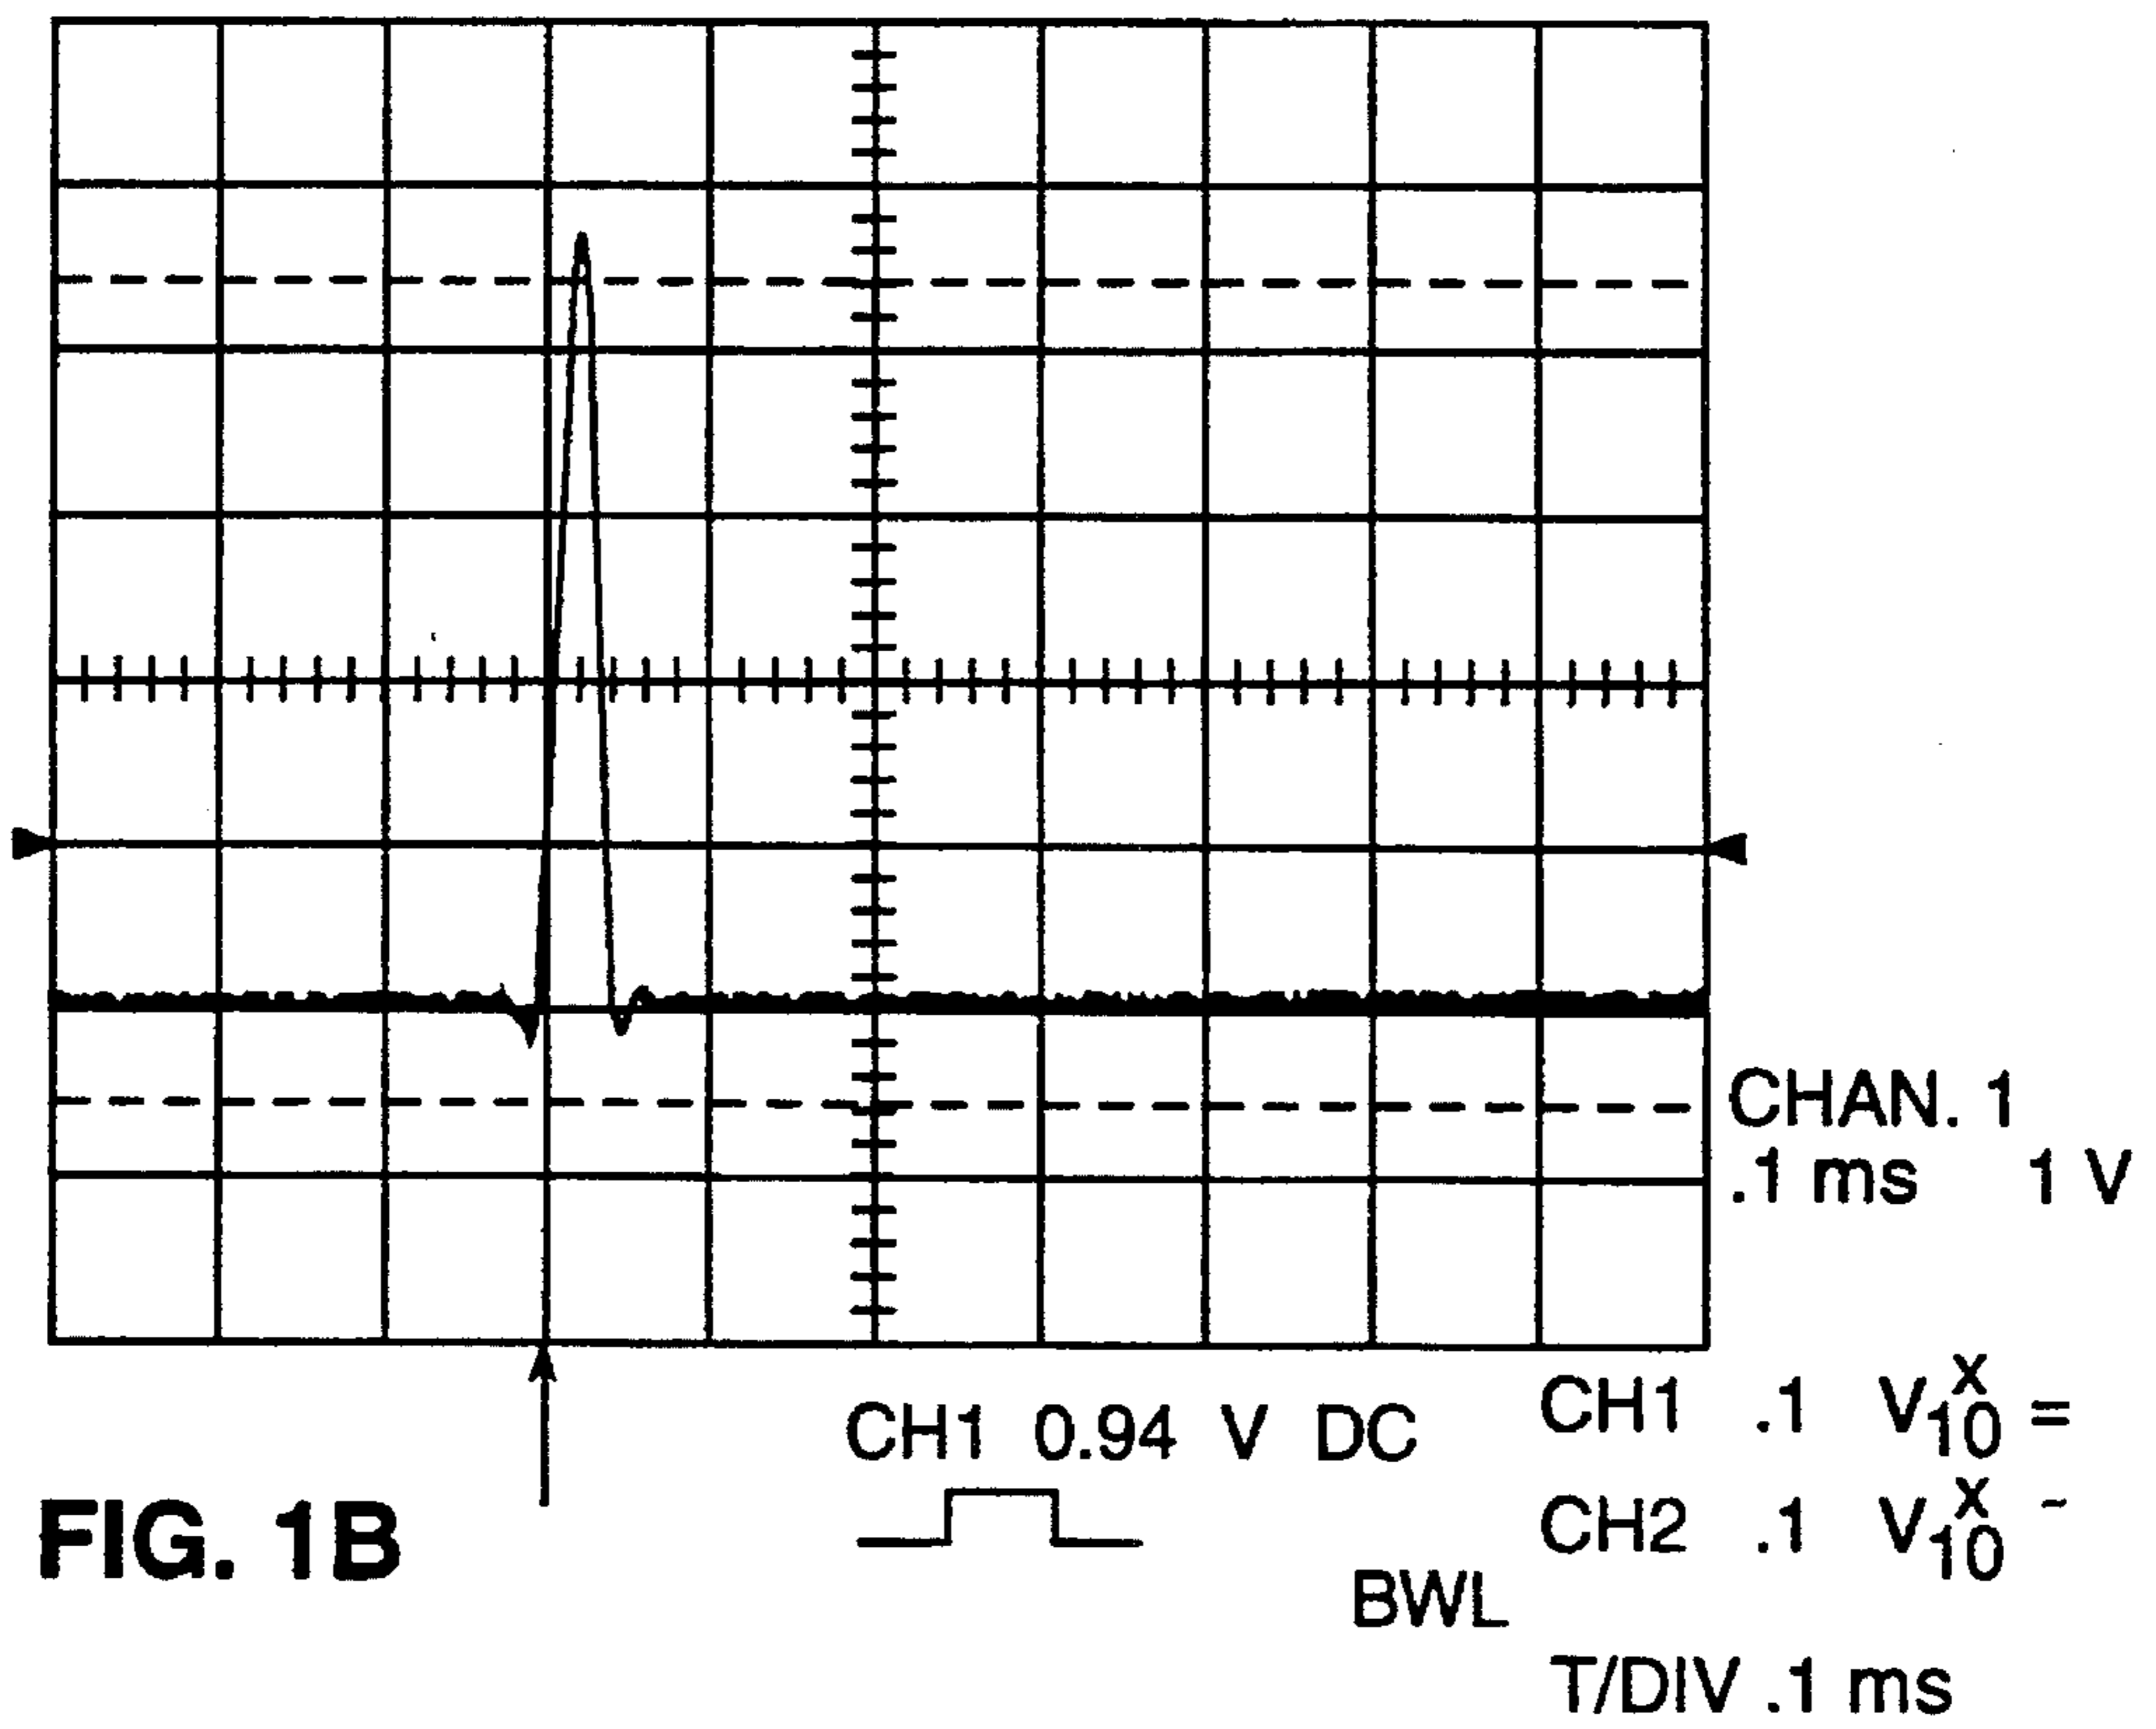 CHAN. 1
.1 ms 1 V
CH1 0.94 V DC
CH1 .1 V 10 X =
CH2 .1 V 10 X ~
BWL
T/DIV .1 ms
FIG. 1B